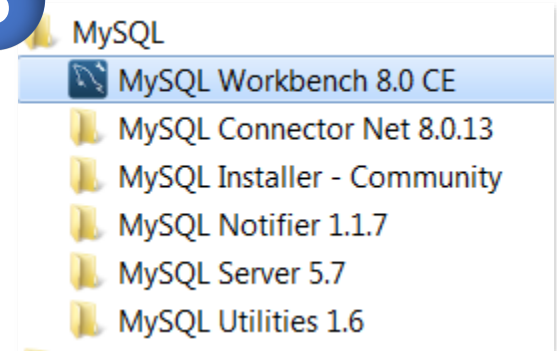 MySQL
MySQL Workbench 8.0 CE
MySQL Connector Net 8.0.13
MySQL Installer - Community
MySQL Notifier 1.1.7
MySQL Server 5.7
MySQL Utilities 1.6